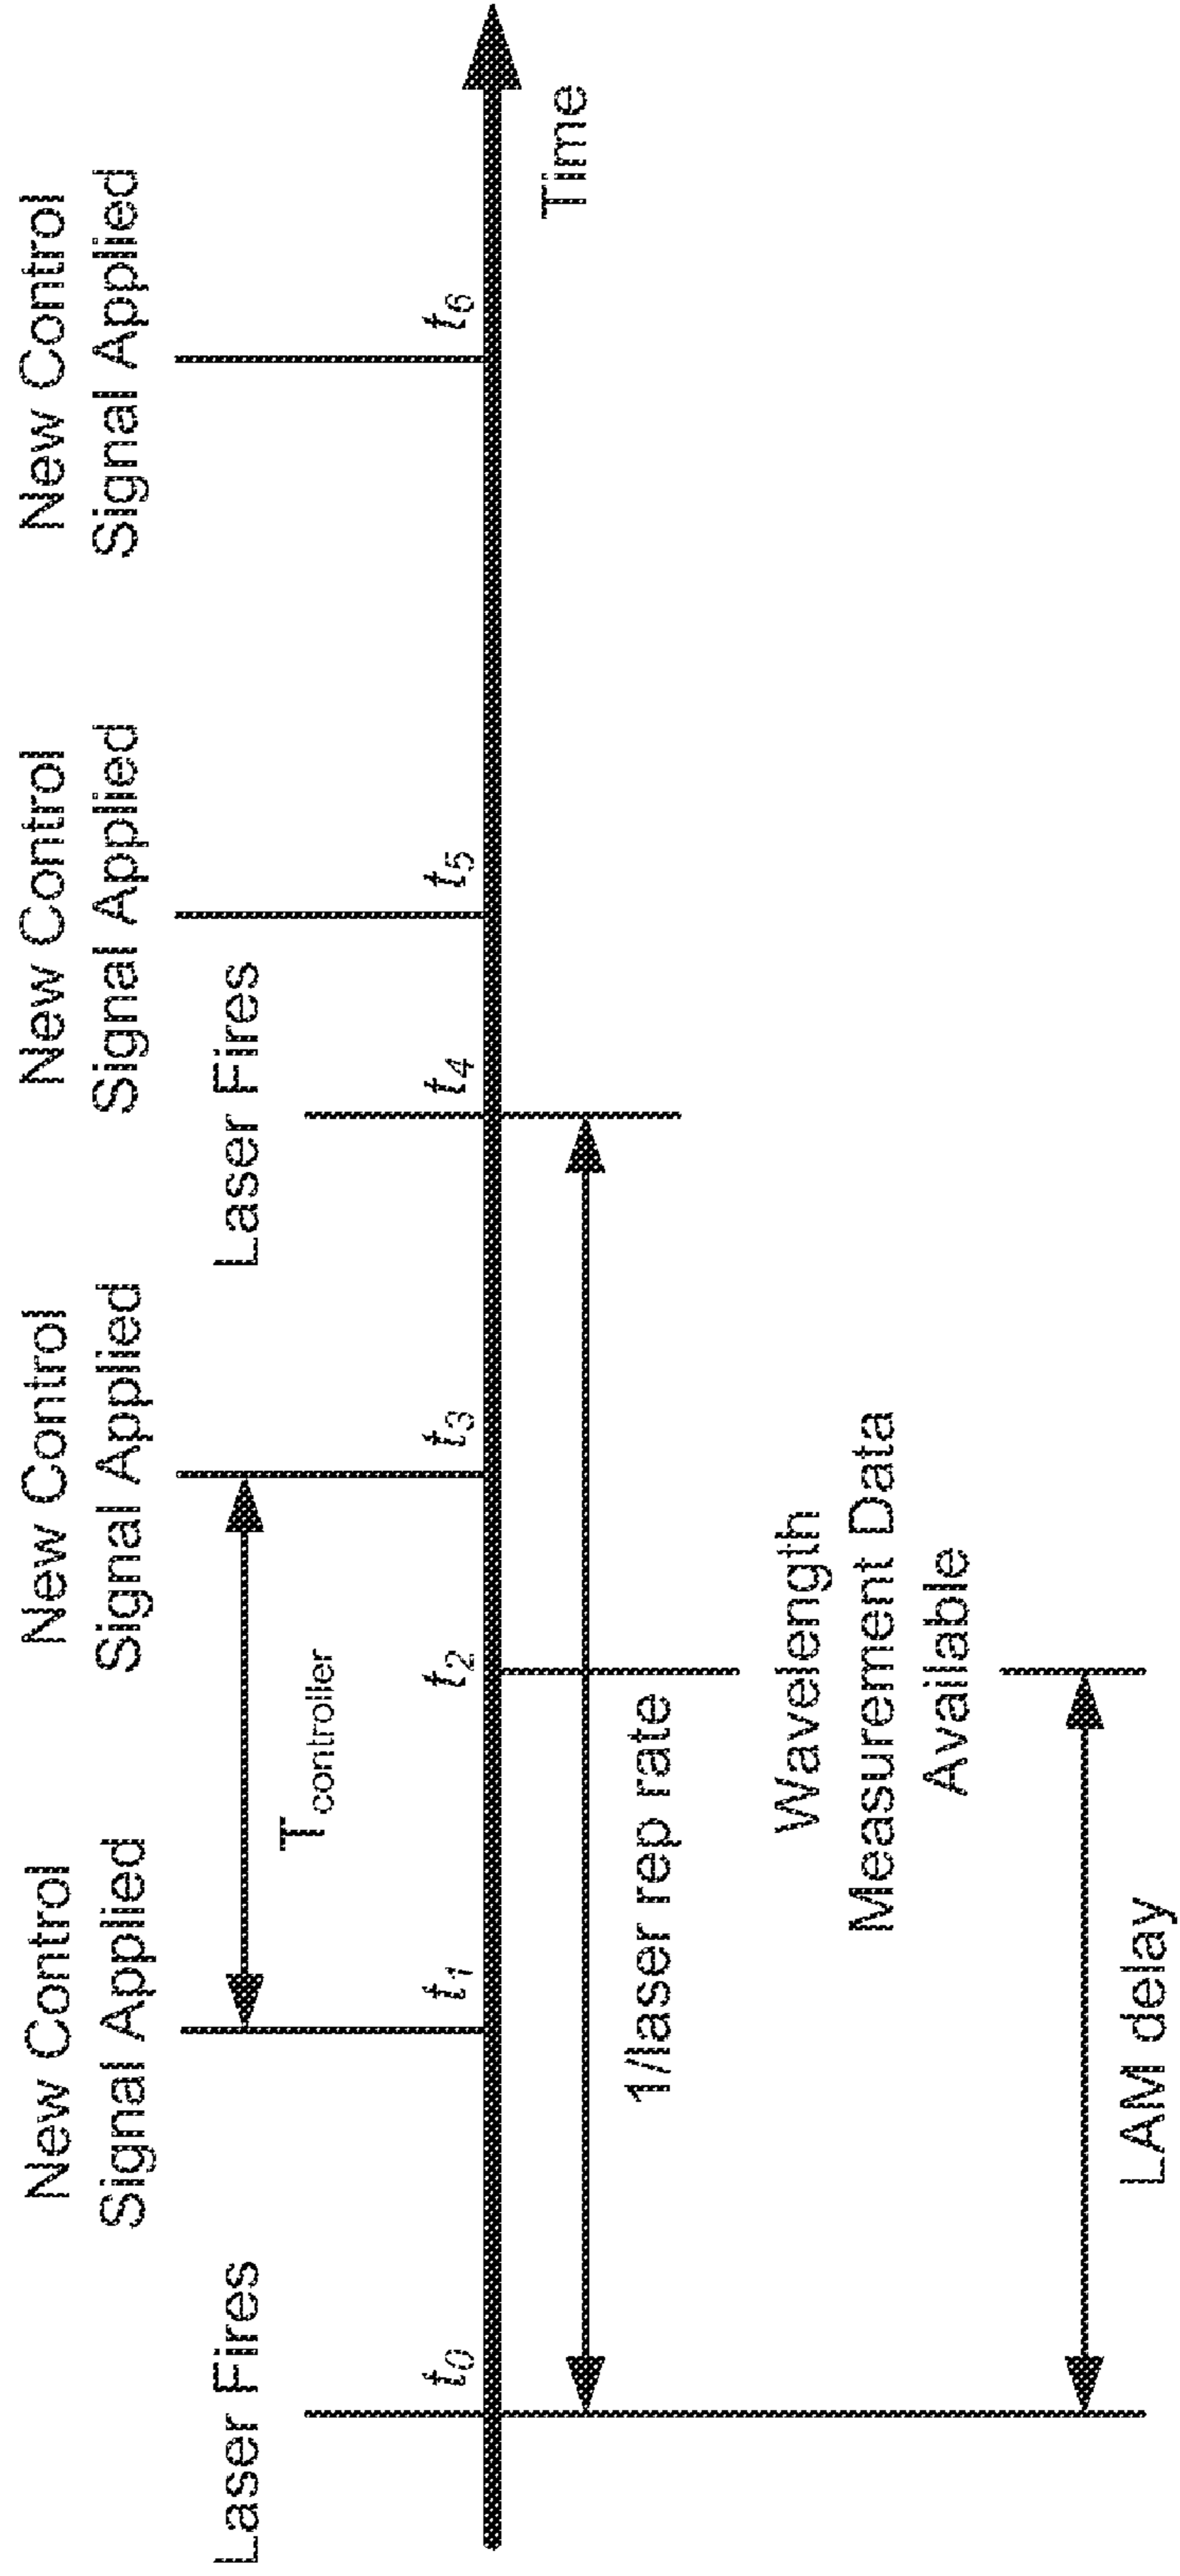 New Control
Signal Applied
New Control
Signal Applied
New Control
Signal Applied
New Control
Signal Applied
Laser Fires
Laser Fires
T controller
t0
t1
t2
t3
t4
t5
t6
Time
1/laser rep rate
Wavelength
Measurement Data
Available
LAM delay